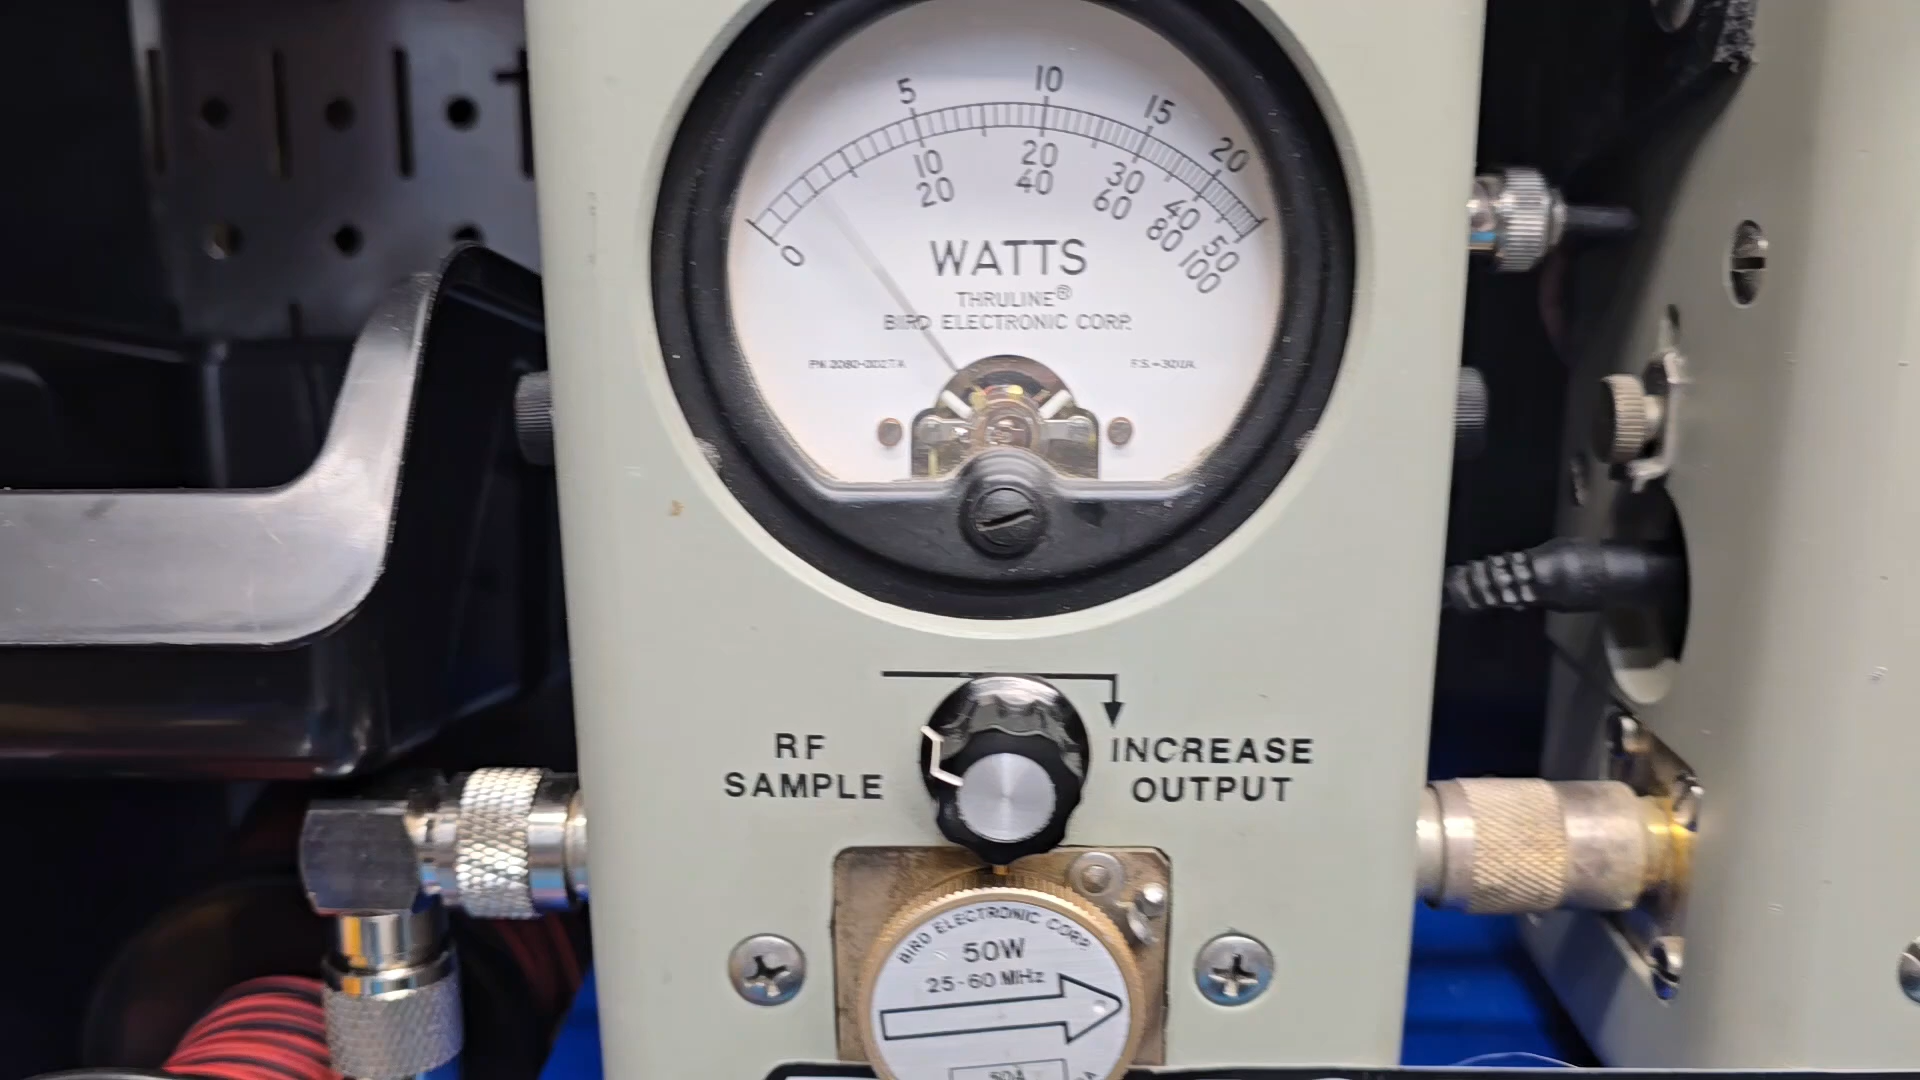 5 10 15 20
10 20 30 40 50
20 40 60 80 100
0
WATTS
THRULINE®
BIRD ELECTRONIC CORP.
RF
SAMPLE
INCREASE
OUTPUT
BIRD ELECTRONIC CORP.
50W
25-60 MHz
50A